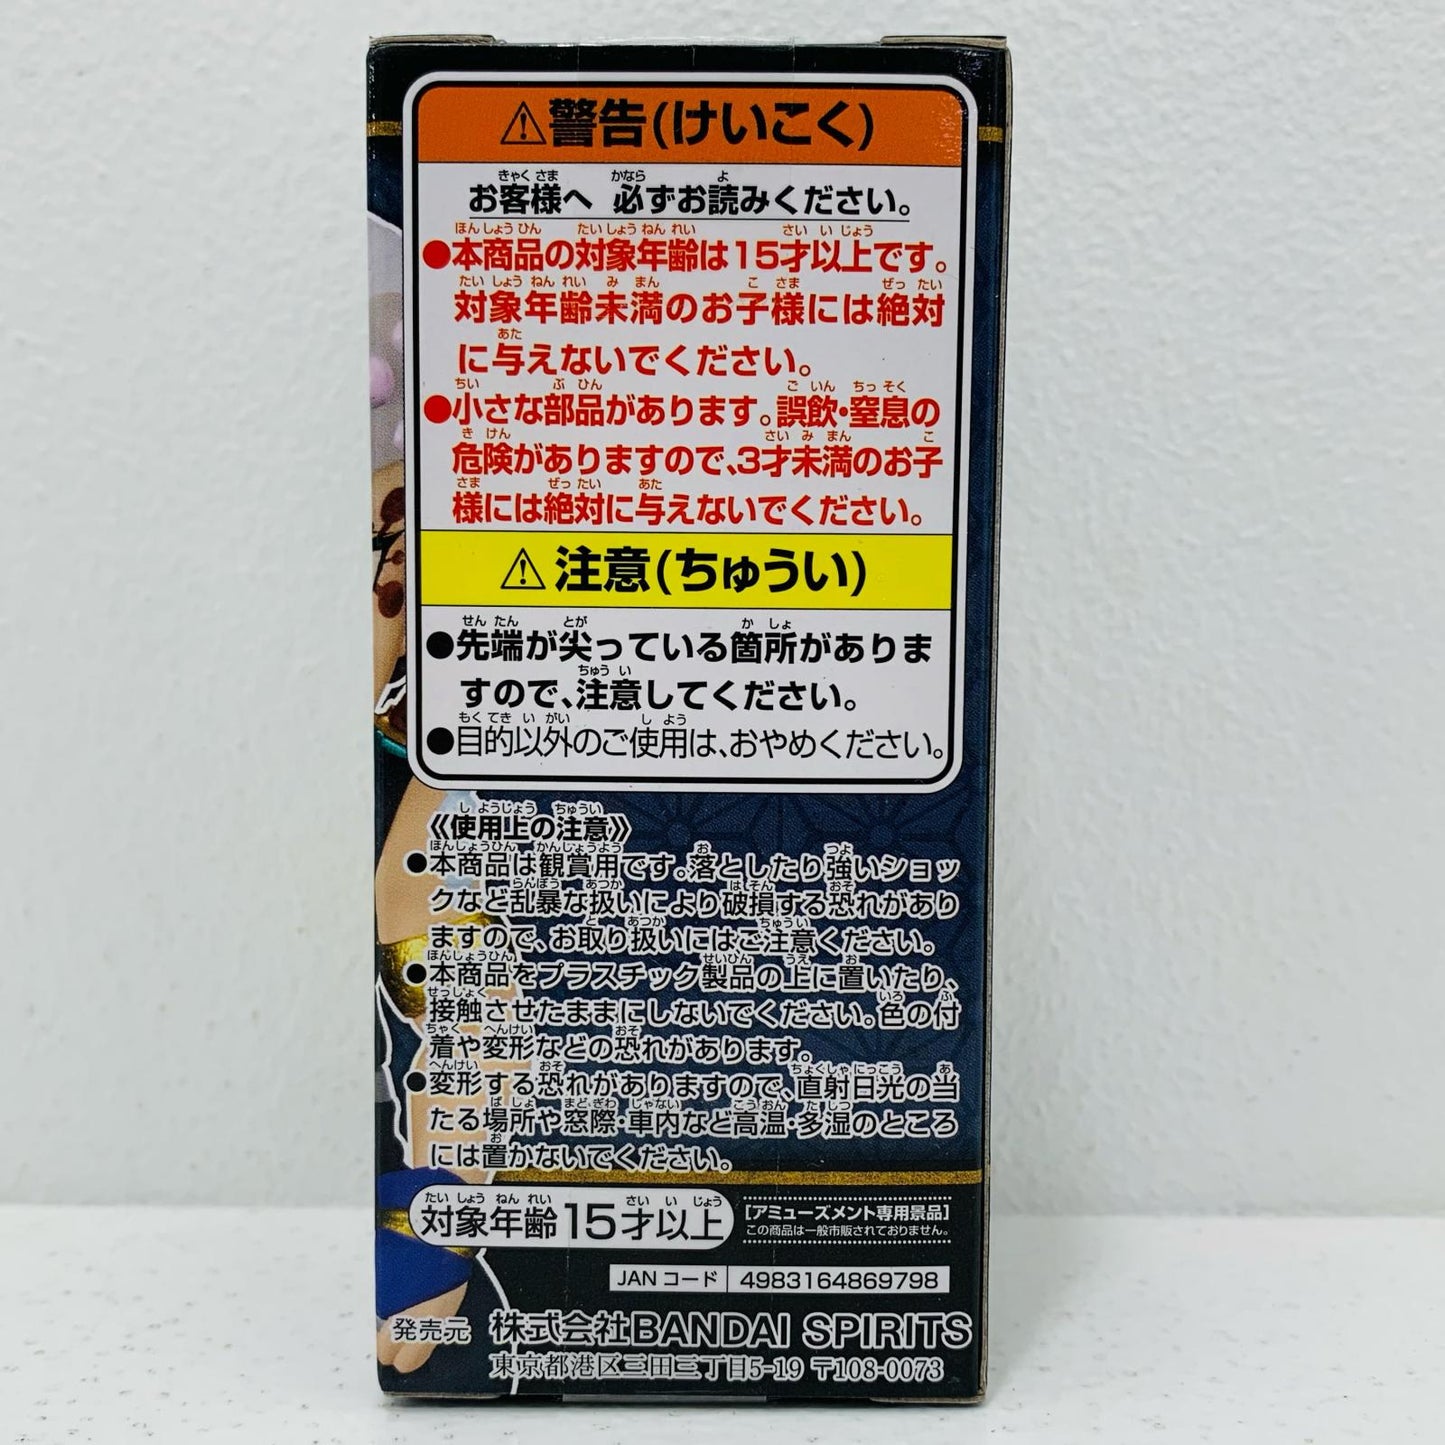 ⚠警告(けいこく)
お客様へ 必ずお読みください。
●本商品の対象年齢は15才以上です。
対象年齢未満のお子様には絶対
に与えないでください。
●小さな部品があります。誤飲・窒息の
危険がありますので、3才未満のお子
様には絶対に与えないでください。
⚠注意(ちゅうい)
●先端が尖っている箇所がありま
すので、注意してください。
●目的以外のご使用は、おやめください。
《使用上の注意》
●本商品は観賞用です。落としたり強いショッ
クなど乱暴な扱いにより破損する恐れがあり
ますので、お取り扱いにはご注意ください。
●本商品をプラスチック製品の上に置いたり、
接触させたままにしないでください。色の付
着や変形などの恐れがあります。
●変形する恐れがありますので、直射日光の当
たる場所や窓際・車内など高温・多湿のところ
には置かないでください。
対象年齢15才以上
[アミューズメント専用景品]
この商品は一般市販されておりません。
JANコード 4983164869798
発売元 株式会社BANDAI SPIRITS
東京都港区三田三丁目5-19 〒108-0073